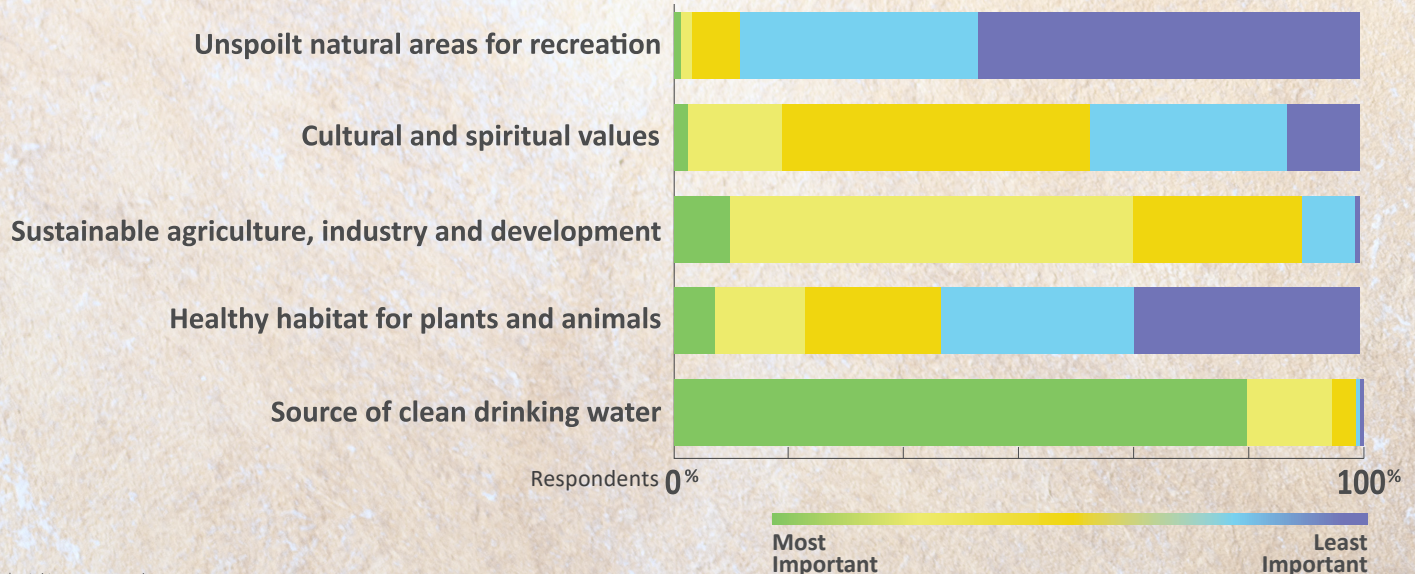 Unspoilt natural areas for recreation
Cultural and spiritual values
Sustainable agriculture, industry and development
Healthy habitat for plants and animals
Source of clean drinking water
Respondents 0% 100%
Most Least
Important Important